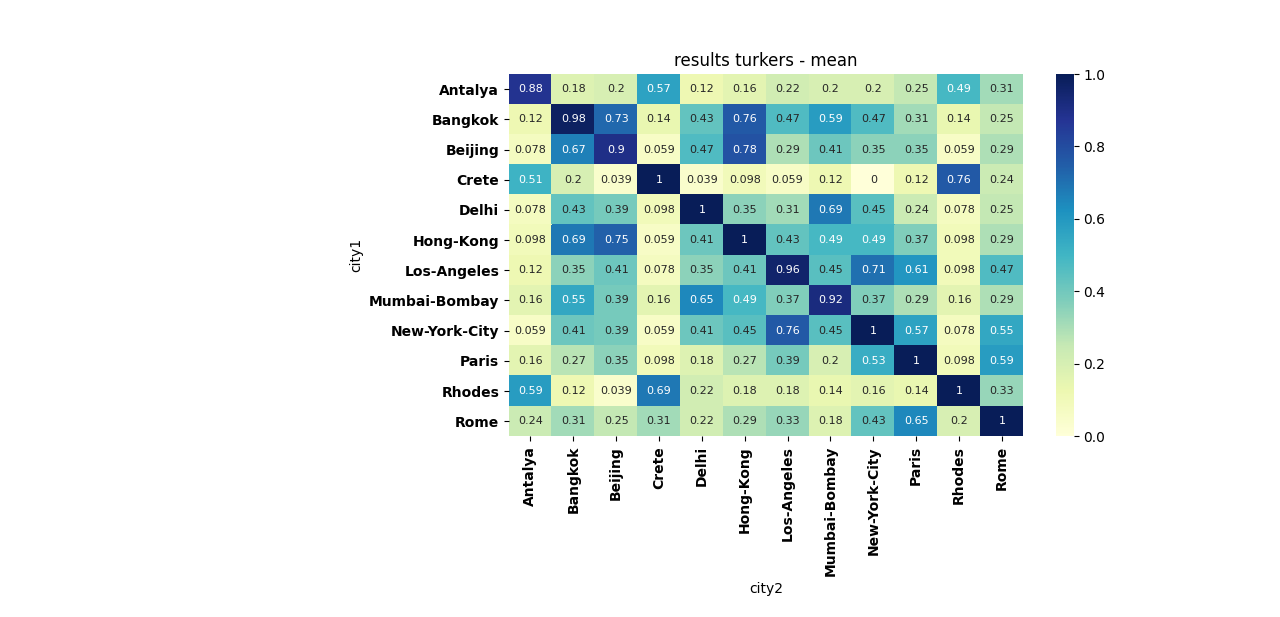 results turkers - mean
Antalya 0.88 0.18 0.2 0.57 0.12 0.16 0.22 0.2 0.2 0.25 0.49 0.31
Bangkok 0.12 0.98 0.73 0.14 0.43 0.76 0.47 0.59 0.47 0.31 0.14 0.25
Beijing 0.078 0.67 0.9 0.059 0.47 0.78 0.29 0.41 0.35 0.35 0.059 0.29
Crete 0.51 0.2 0.039 1 0.039 0.098 0.059 0.12 0 0.12 0.76 0.24
Delhi 0.078 0.43 0.39 0.098 1 0.35 0.31 0.69 0.45 0.24 0.078 0.25
Hong-Kong 0.098 0.69 0.75 0.059 0.41 1 0.43 0.49 0.49 0.37 0.098 0.29
Los-Angeles 0.12 0.35 0.41 0.078 0.35 0.41 0.96 0.45 0.71 0.61 0.098 0.47
Mumbai-Bombay 0.16 0.55 0.39 0.16 0.65 0.49 0.37 0.92 0.37 0.29 0.16 0.29
New-York-City 0.059 0.41 0.39 0.059 0.41 0.45 0.76 0.45 1 0.57 0.078 0.55
Paris 0.16 0.27 0.35 0.098 0.18 0.27 0.39 0.2 0.53 1 0.098 0.59
Rhodes 0.59 0.12 0.039 0.69 0.22 0.18 0.18 0.14 0.16 0.14 1 0.33
Rome 0.24 0.31 0.25 0.31 0.22 0.29 0.33 0.18 0.43 0.65 0.2 1
city1
Antalya
Bangkok
Beijing
Crete
Delhi
Hong-Kong
Los-Angeles
Mumbai-Bombay
New-York-City
Paris
Rhodes
Rome
city2
1.0
0.8
0.6
0.4
0.2
0.0